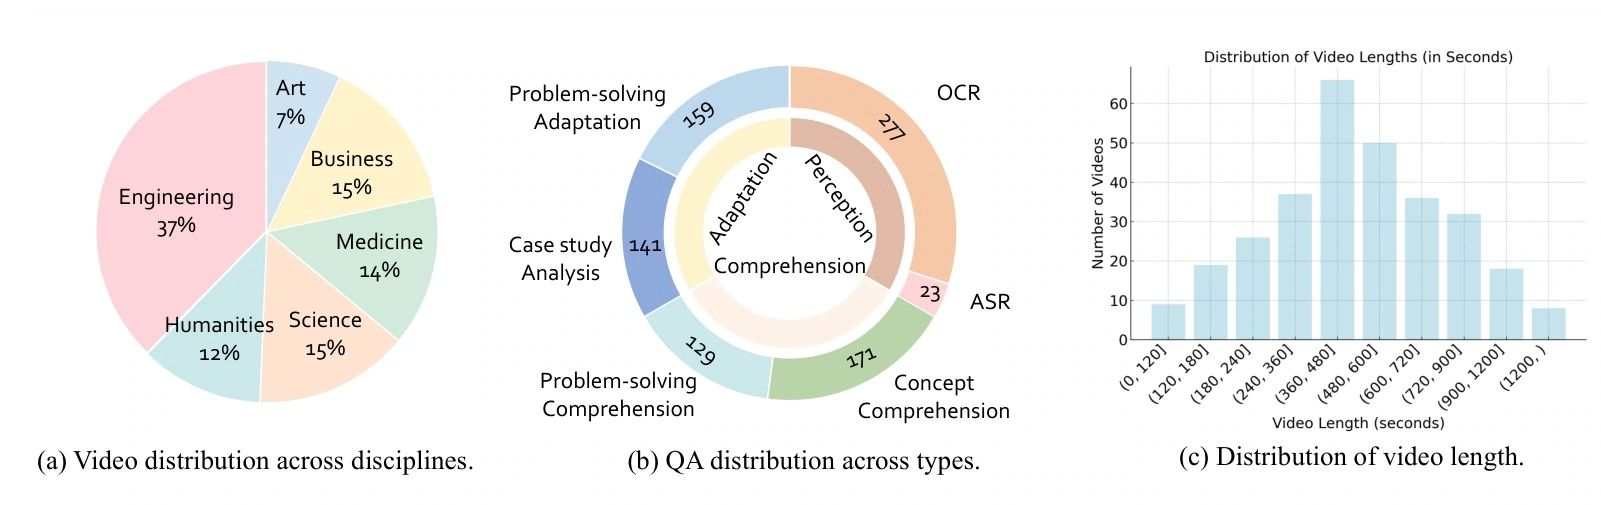 Art
7%
Business
15%
Medicine
14%
Science
15%
Humanities
12%
Engineering
37%
(a) Video distribution across disciplines.
Problem-solving
Adaptation
159
OCR
277
Case study
Analysis
141
ASR
23
Problem-solving
Comprehension
129
Concept
Comprehension
171
Adaptation
Perception
Comprehension
(b) QA distribution across types.
Distribution of Video Lengths (in Seconds)
Number of Videos
60
50
40
30
20
10
0
(0, 120]
(120, 180]
(180, 240]
(240, 360]
(360, 480]
(480, 600]
(600, 720]
(720, 900]
(900, 1200]
(1200, )
Video Length (seconds)
(c) Distribution of video length.